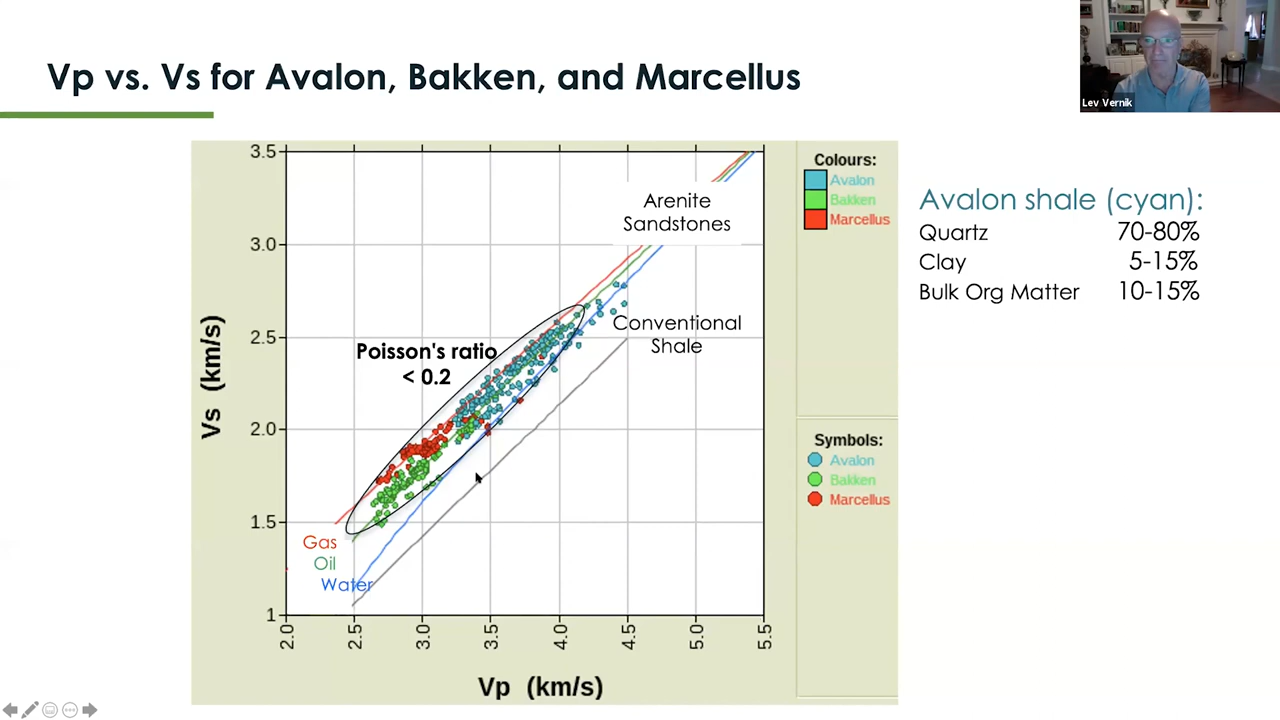 Vp vs. Vs for Avalon, Bakken, and Marcellus
Lev Vernik
3.5
3.0
2.5
2.0
1.5
1
2.0
2.5
3.0
3.5
4.0
4.5
5.0
5.5
Vs (km/s)
Vp (km/s)
Arenite
Sandstones
Conventional
Shale
Poisson's ratio
< 0.2
Gas
Oil
Water
Colours:
Avalon
Bakken
Marcellus
Symbols:
Avalon
Bakken
Marcellus
Avalon shale (cyan):
Quartz 70-80%
Clay 5-15%
Bulk Org Matter 10-15%